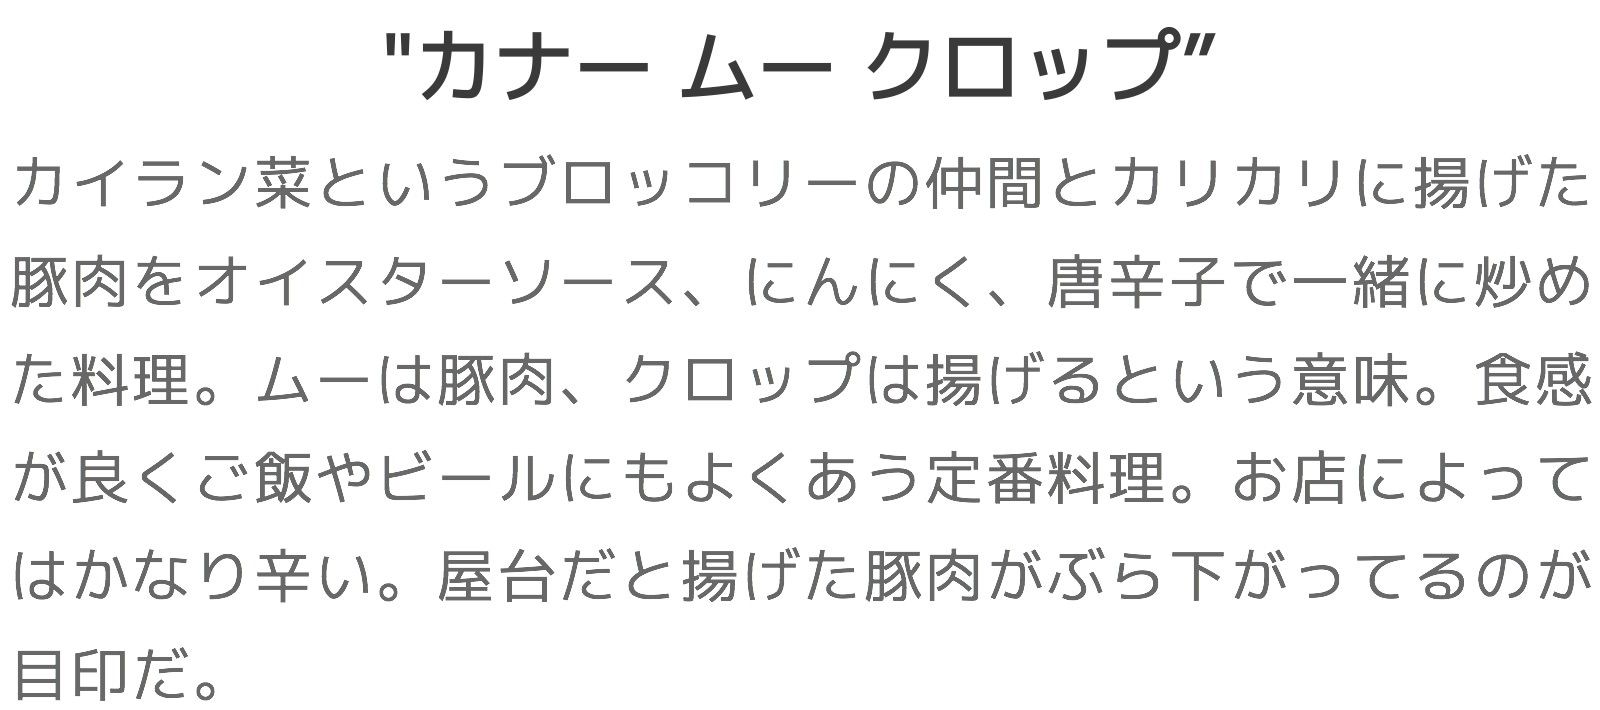 "カナー ムー クロップ”
カイラン菜というブロッコリーの仲間とカリカリに揚げた
豚肉をオイスターソース、にんにく、唐辛子で一緒に炒め
た料理。ムーは豚肉、クロップは揚げるという意味。食感
が良くご飯やビールにもよくあう定番料理。お店によって
はかなり辛い。屋台だと揚げた豚肉がぶら下がってるのが
目印だ。